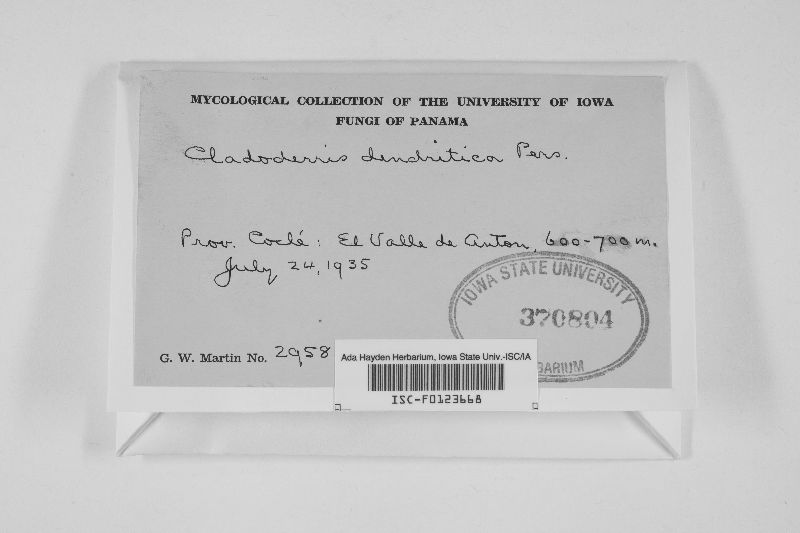 MYCOLOGICAL COLLECTION OF THE UNIVERSITY OF IOWA
FUNGI OF PANAMA
Cladoderris dendritica Pers.
Prov. Coclé: El Valle de Anton, 600-700 m.
July 24, 1935
IOWA STATE UNIVERSITY
370804
G. W. Martin No. 2958
Ada Hayden Herbarium, Iowa State Univ.-ISC/IA
ISC-F0123668